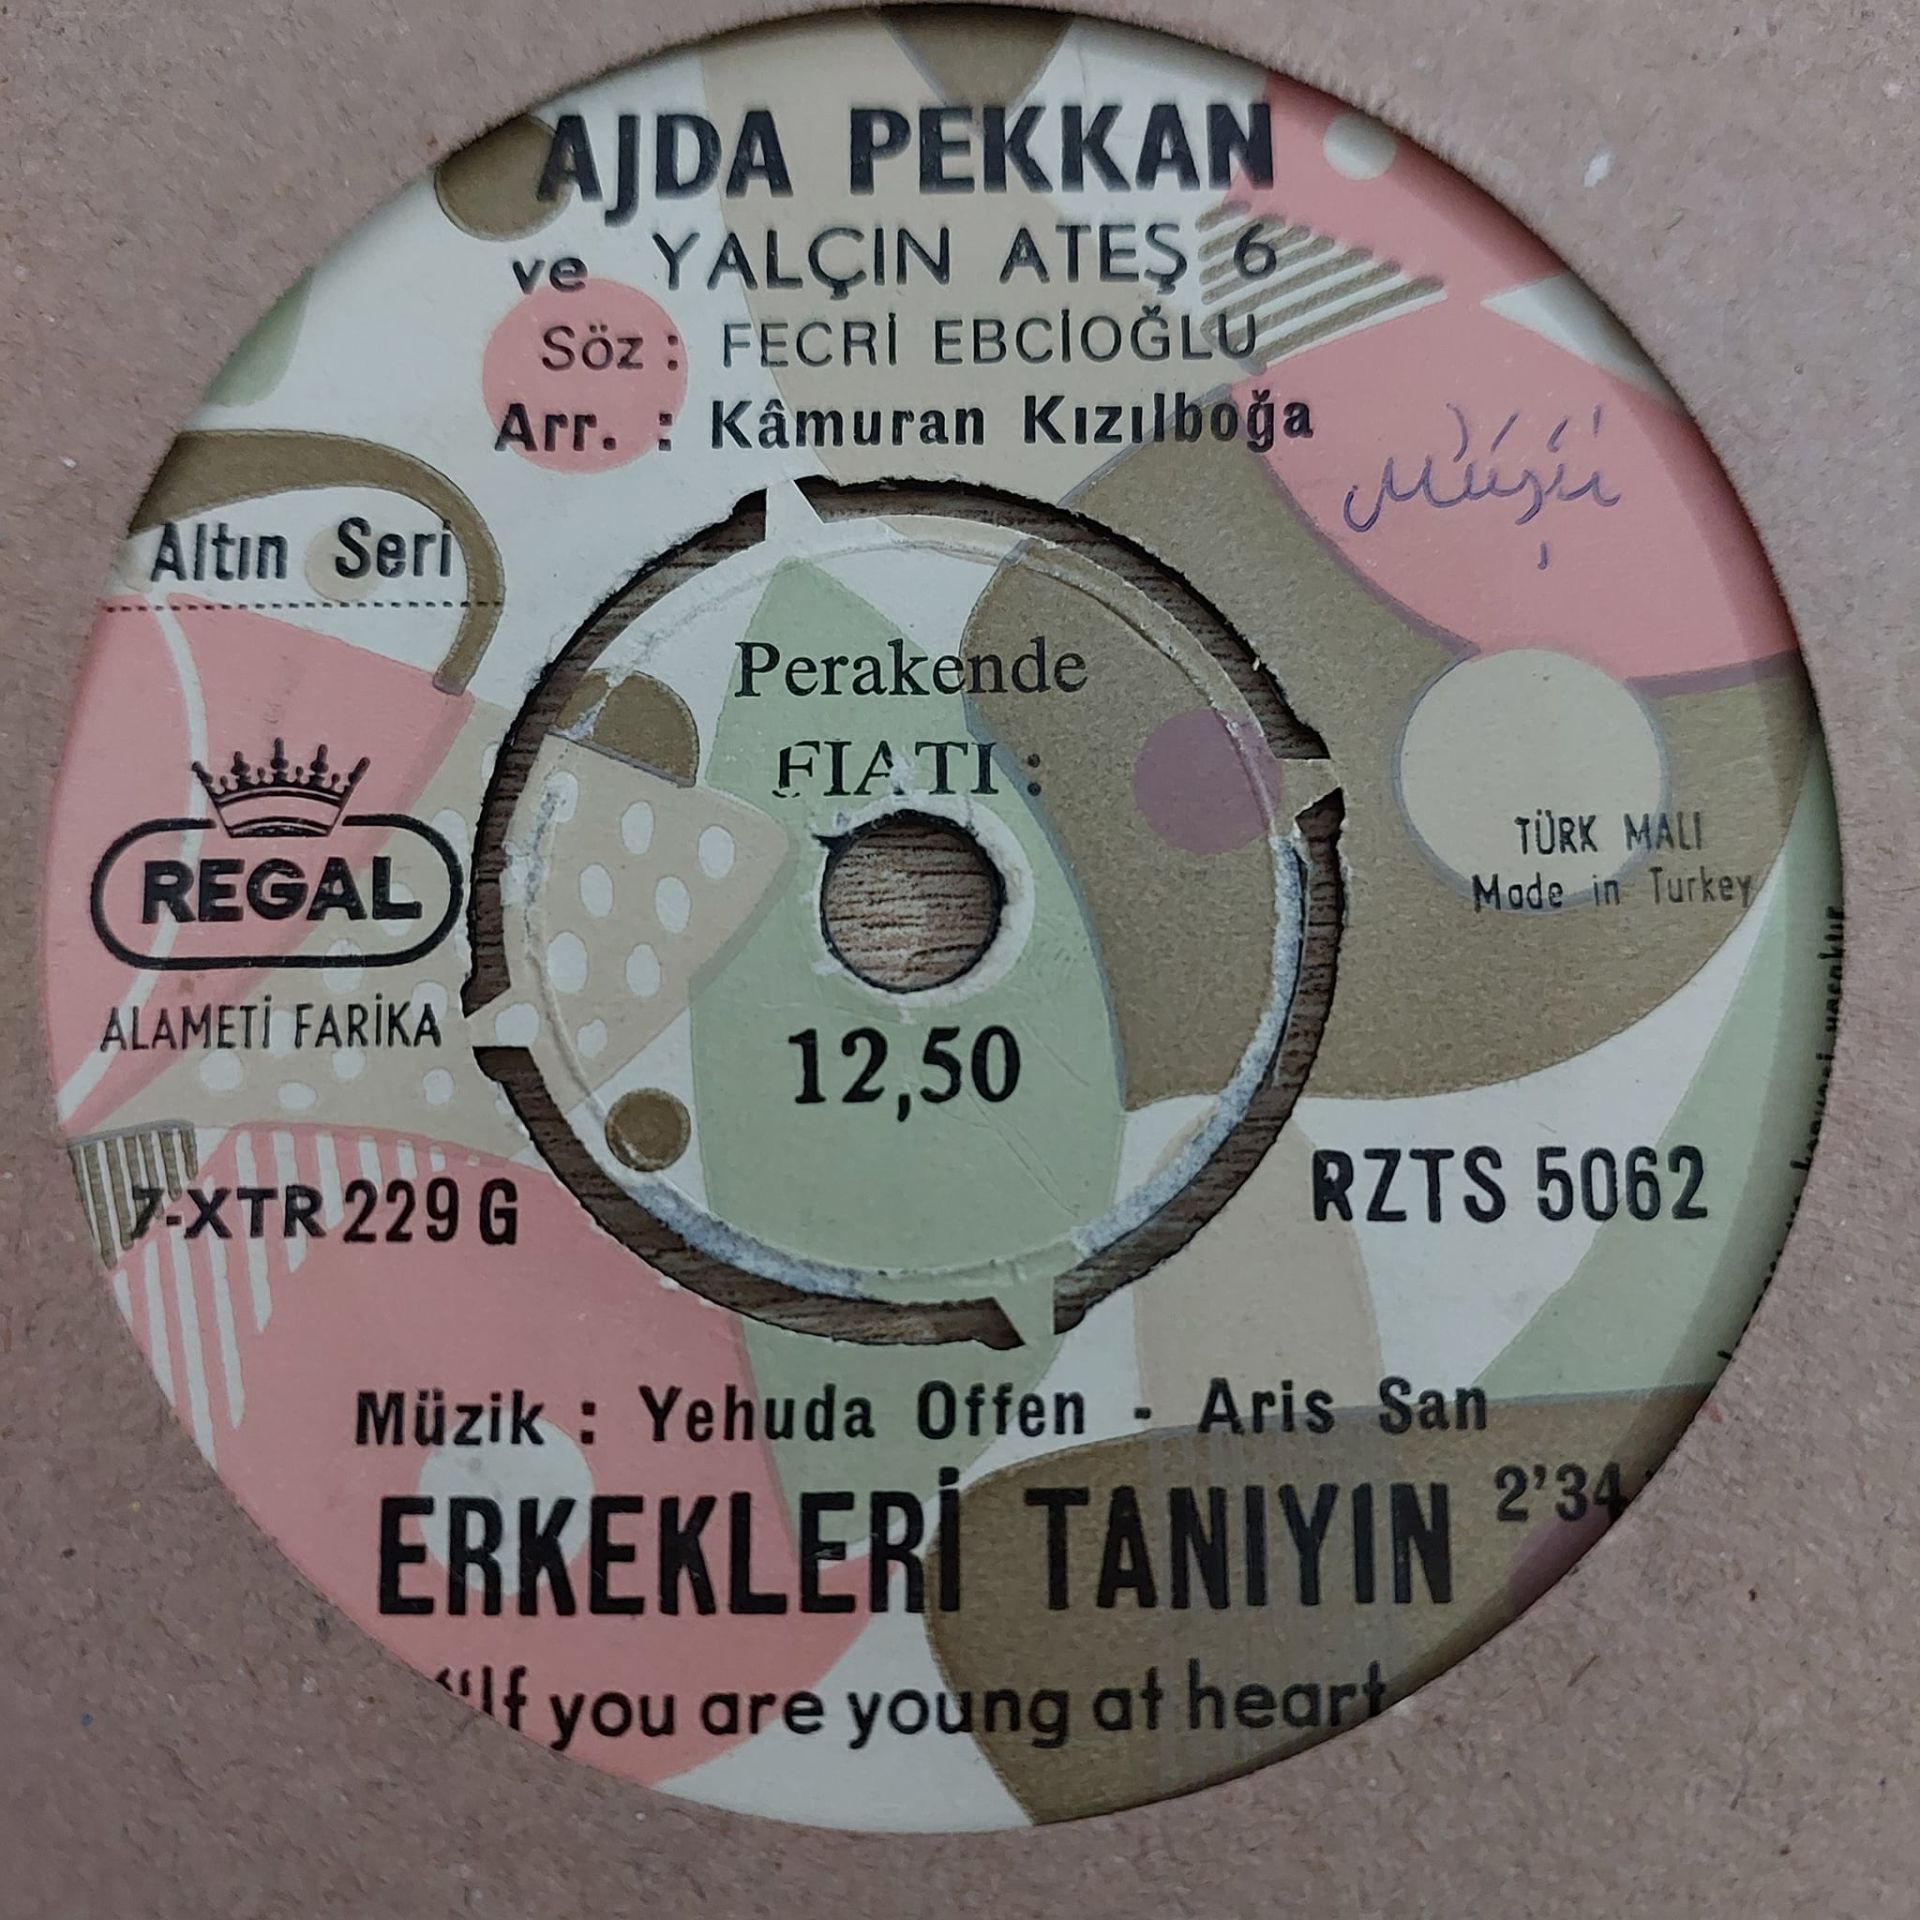 AJDA PEKKAN
ve YALÇIN ATEŞ 6
Söz : FECRİ EBCİOĞLU
Arr. : Kâmuran Kızılboğa
Altın Seri
Perakende
FIATI :
REGAL
TÜRK MALI
Made in Turkey
ALAMETİ FARİKA
12,50
7-XTR 229 G
RZTS 5062
Müzik : Yehuda Offen - Aris San
ERKEKLERİ TANIYIN 2'34
"If you are young at heart